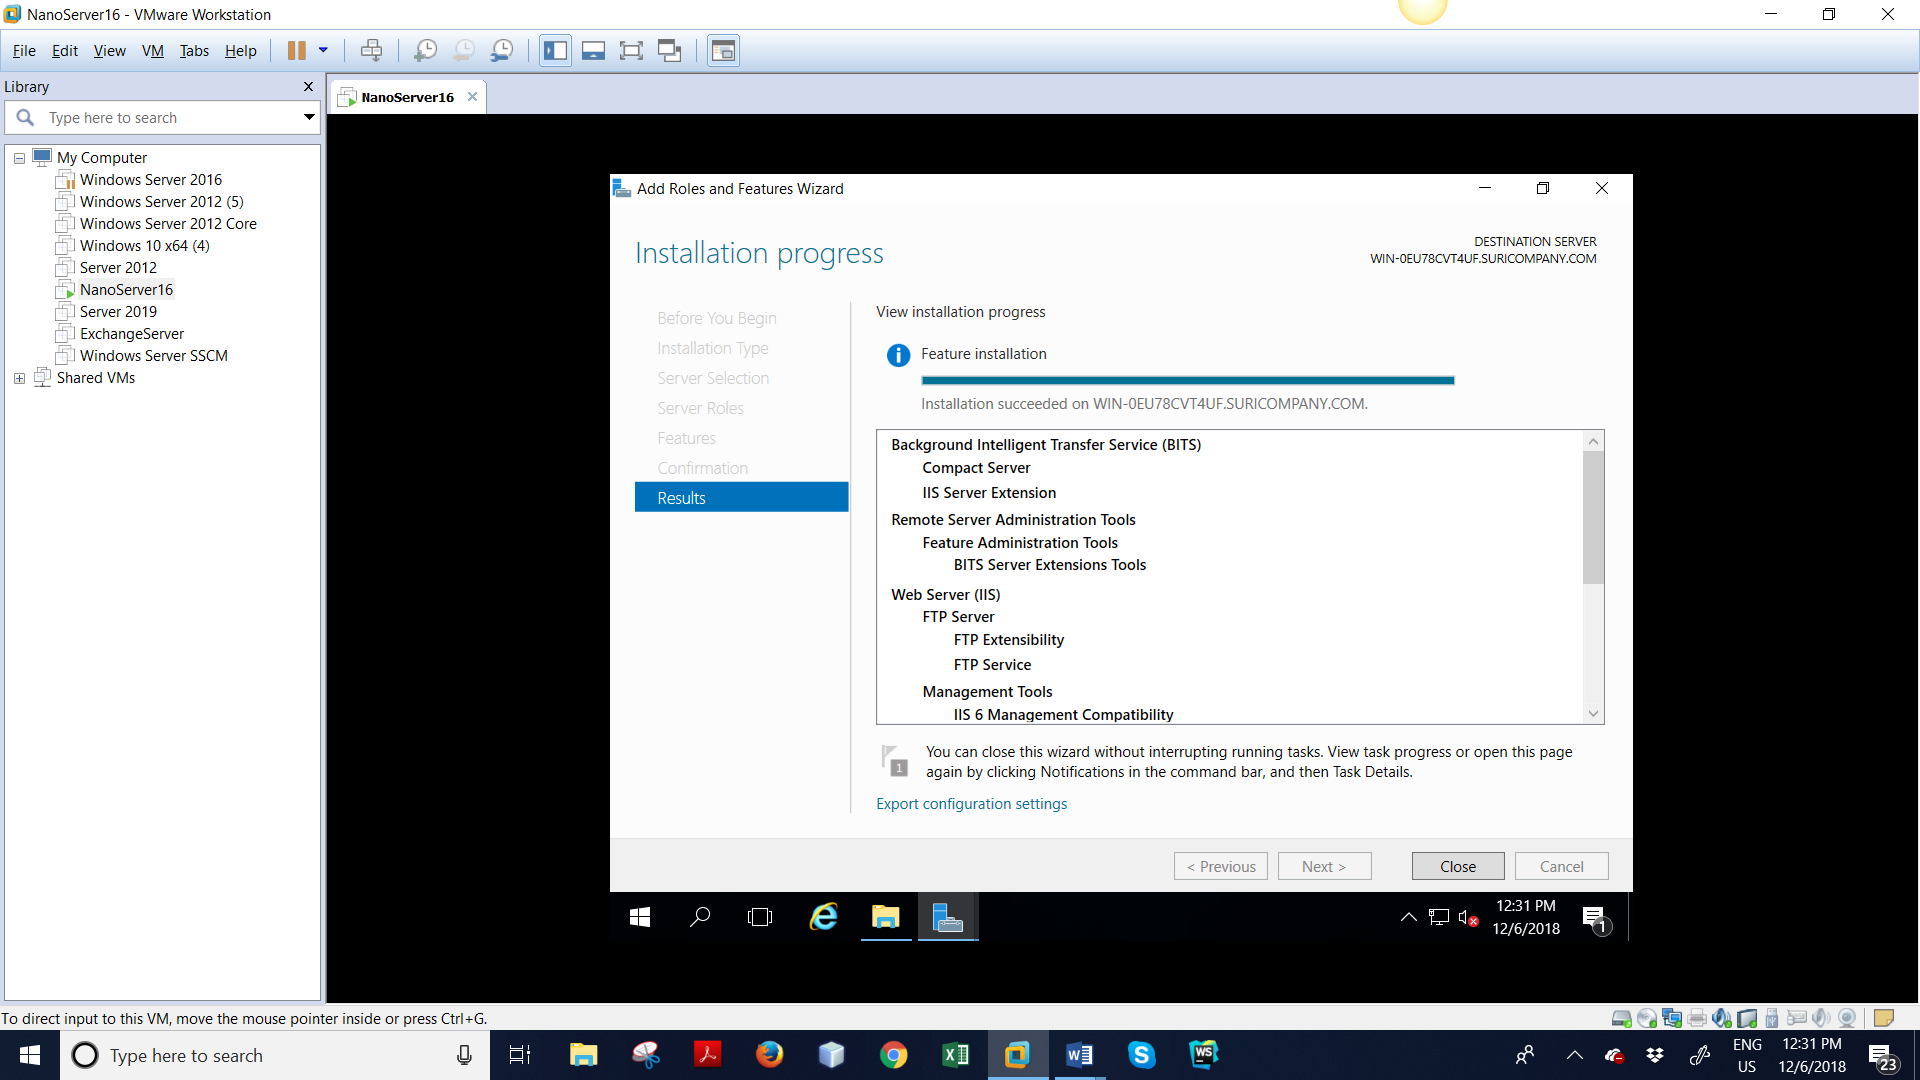 NanoServer16 - VMware Workstation
File Edit View VM Tabs Help
Library
Type here to search
My Computer
Windows Server 2016
Windows Server 2012 (5)
Windows Server 2012 Core
Windows 10 x64 (4)
Server 2012
NanoServer16
Server 2019
ExchangeServer
Windows Server SSCM
Shared VMs
NanoServer16
Add Roles and Features Wizard
Installation progress
DESTINATION SERVER
WIN-0EU78CVT4UF.SURICOMPANY.COM
Before You Begin
Installation Type
Server Selection
Server Roles
Features
Confirmation
Results
View installation progress
Feature installation
Installation succeeded on WIN-0EU78CVT4UF.SURICOMPANY.COM.
Background Intelligent Transfer Service (BITS)
Compact Server
IIS Server Extension
Remote Server Administration Tools
Feature Administration Tools
BITS Server Extensions Tools
Web Server (IIS)
FTP Server
FTP Extensibility
FTP Service
Management Tools
IIS 6 Management Compatibility
1
You can close this wizard without interrupting running tasks. View task progress or open this page
again by clicking Notifications in the command bar, and then Task Details.
Export configuration settings
< Previous
Next >
Close
Cancel
12:31 PM
12/6/2018
1
To direct input to this VM, move the mouse pointer inside or press Ctrl+G.
Type here to search
WS
ENG
US
12:31 PM
12/6/2018
23